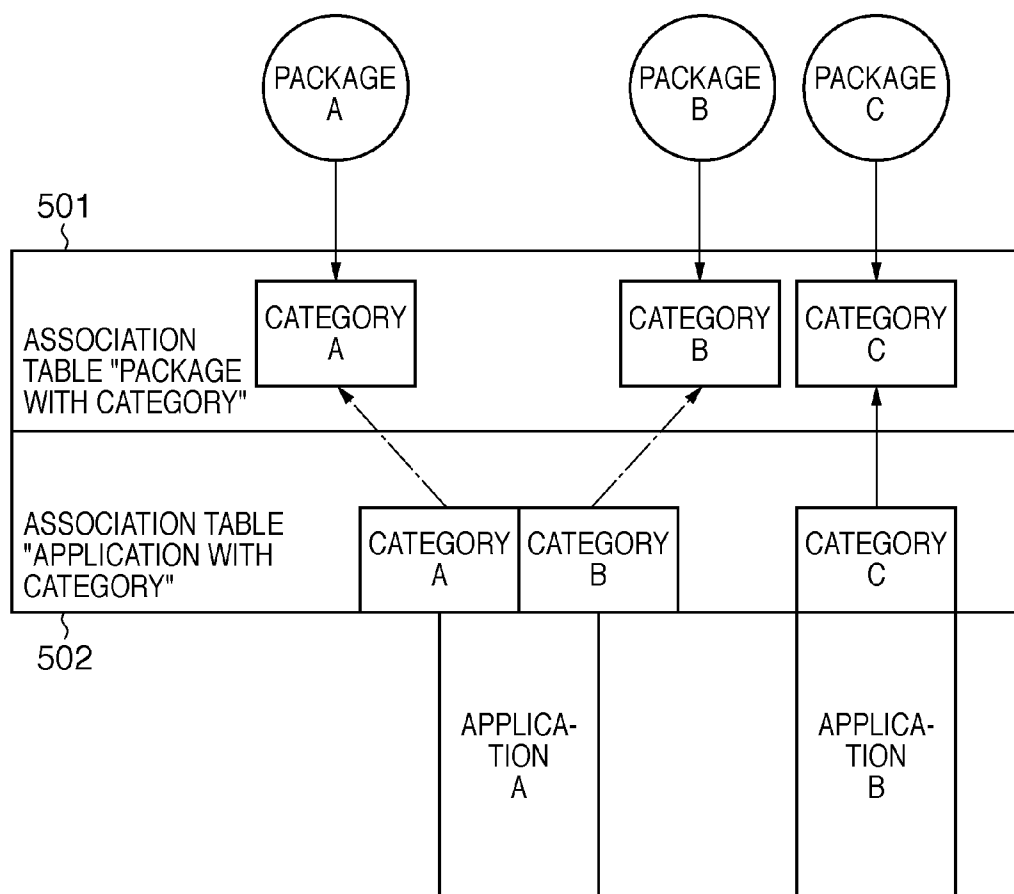 PACKAGE
A
PACKAGE
B
PACKAGE
C
501
ASSOCIATION
TABLE "PACKAGE
WITH CATEGORY"
CATEGORY
A
CATEGORY
B
CATEGORY
C
ASSOCIATION TABLE
"APPLICATION WITH
CATEGORY"
CATEGORY
A
CATEGORY
B
CATEGORY
C
502
APPLICA-
TION
A
APPLICA-
TION
B